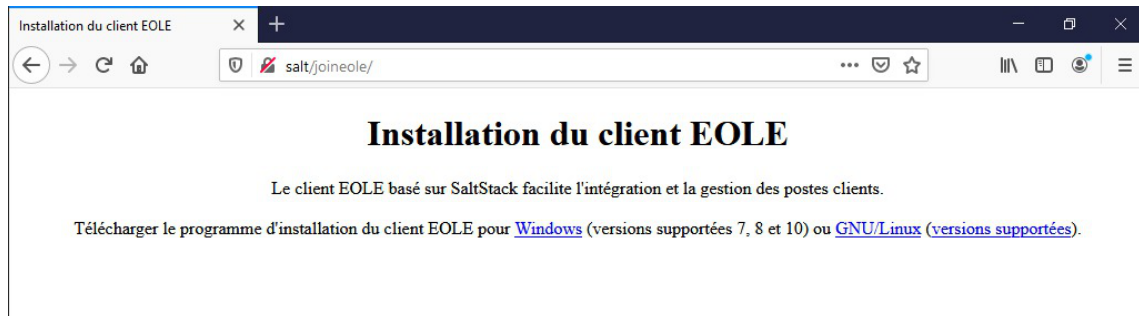 Installation du client EOLE
salt/joineole/
Installation du client EOLE
Le client EOLE basé sur SaltStack facilite l'intégration et la gestion des postes clients.
Télécharger le programme d'installation du client EOLE pour Windows (versions supportées 7, 8 et 10) ou GNU/Linux (versions supportées).